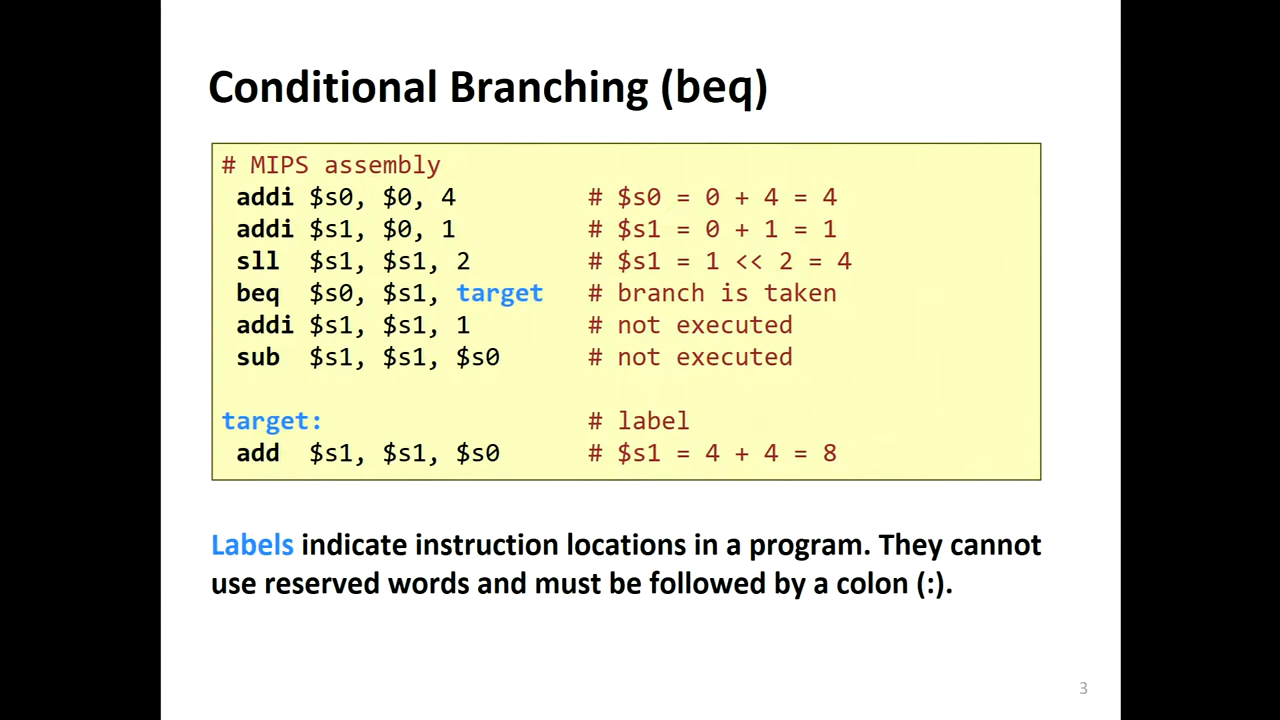 Conditional Branching (beq)
# MIPS assembly
addi $s0, $0, 4 # $s0 = 0 + 4 = 4
addi $s1, $0, 1 # $s1 = 0 + 1 = 1
sll $s1, $s1, 2 # $s1 = 1 << 2 = 4
beq $s0, $s1, target # branch is taken
addi $s1, $s1, 1 # not executed
sub $s1, $s1, $s0 # not executed
target: # label
add $s1, $s1, $s0 # $s1 = 4 + 4 = 8
Labels indicate instruction locations in a program. They cannot
use reserved words and must be followed by a colon (:).
3